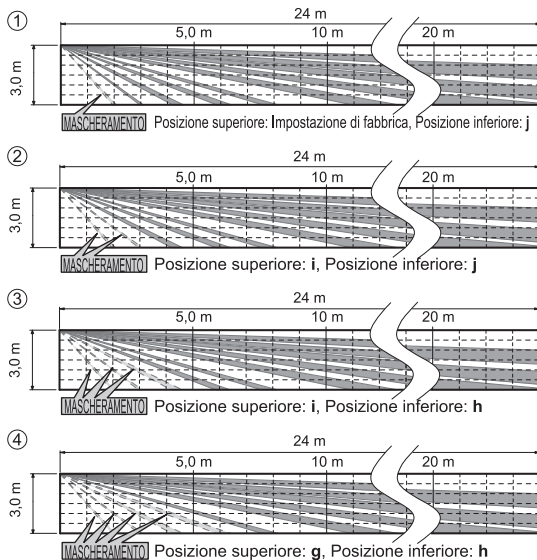 ①
24 m
5,0 m 10 m 20 m
3,0 m
MASCHERAMENTO Posizione superiore: Impostazione di fabbrica, Posizione inferiore: j
②
24 m
5,0 m 10 m 20 m
3,0 m
MASCHERAMENTO Posizione superiore: i, Posizione inferiore: j
③
24 m
5,0 m 10 m 20 m
3,0 m
MASCHERAMENTO Posizione superiore: i, Posizione inferiore: h
④
24 m
5,0 m 10 m 20 m
3,0 m
MASCHERAMENTO Posizione superiore: g, Posizione inferiore: h